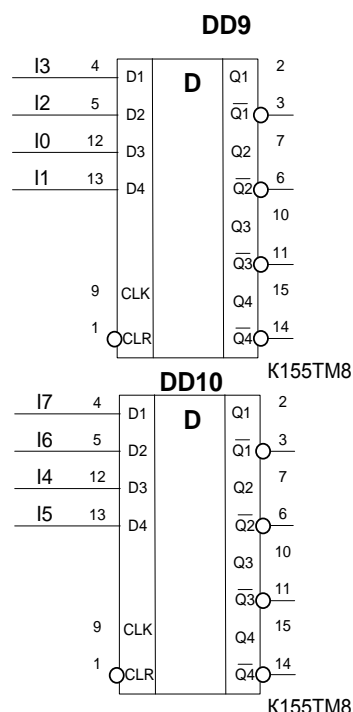 DD9
I3 4 D1 D Q1 2
I2 5 D2 Q1 3
I0 12 D3 Q2 7
I1 13 D4 Q2 6
Q3 10
Q3 11
9 CLK Q4 15
1 CLR Q4 14
K155TM8
DD10
I7 4 D1 D Q1 2
I6 5 D2 Q1 3
I4 12 D3 Q2 7
I5 13 D4 Q2 6
Q3 10
Q3 11
9 CLK Q4 15
1 CLR Q4 14
K155TM8